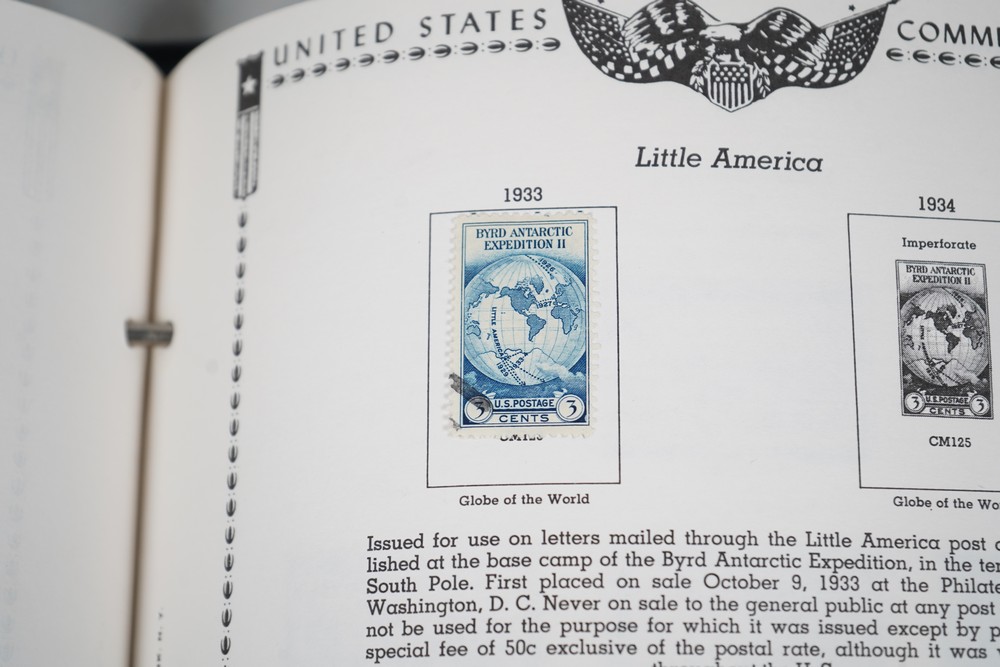 UNITED STATES
Little America
1933
BYRD ANTARCTIC
EXPEDITION II
1926
1927
LITTLE AMERICA
1929
3 U.S. POSTAGE 3
CENTS
Globe of the World
1934
Imperforate
BYRD ANTARCTIC
EXPEDITION II
U.S. POSTAGE
3 3
CENTS
CM125
Globe of the
Issued for use on letters mailed through the Little America post
lished at the base camp of the Byrd Antarctic Expedition, in the
South Pole. First placed on sale October 9, 1933 at the
Washington, D. C. Never on sale to the general public at any post
not be used for the purpose for which it was issued except by
special fee of 50c exclusive of the postal rate, although it was
throughout the U.S.